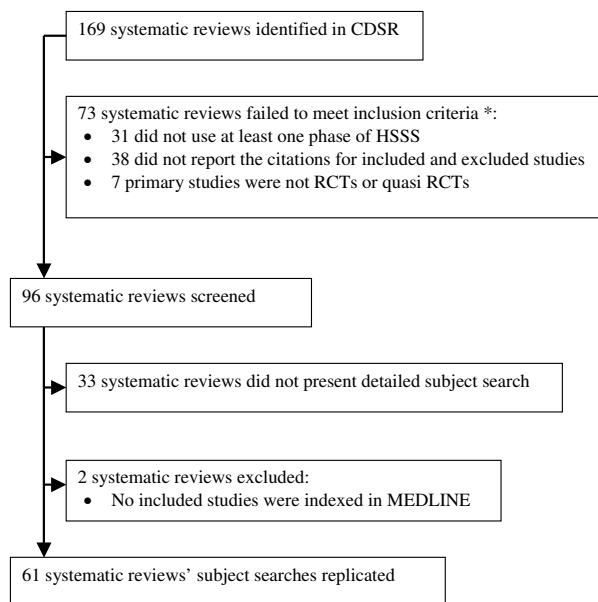 169 systematic reviews identified in CDSR
73 systematic reviews failed to meet inclusion criteria *:
• 31 did not use at least one phase of HSSS
• 38 did not report the citations for included and excluded studies
• 7 primary studies were not RCTs or quasi RCTs
96 systematic reviews screened
33 systematic reviews did not present detailed subject search
2 systematic reviews excluded:
• No included studies were indexed in MEDLINE
61 systematic reviews’ subject searches replicated